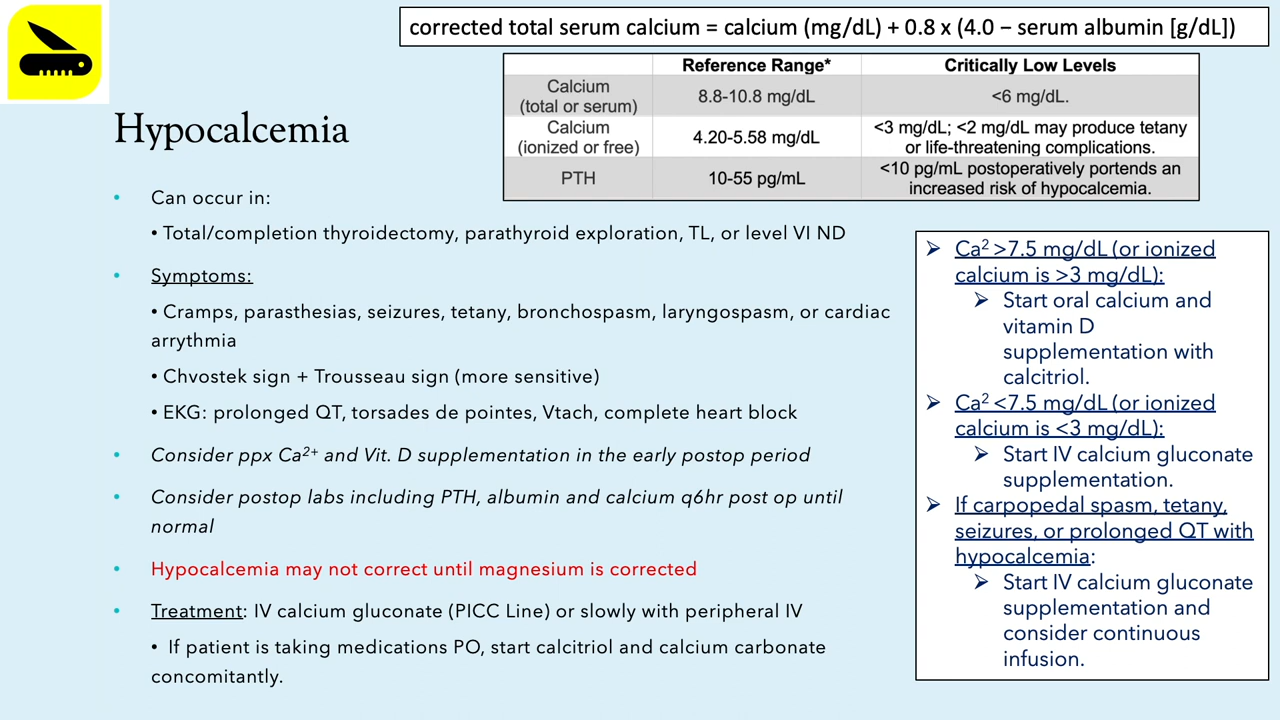 corrected total serum calcium = calcium (mg/dL) + 0.8 x (4.0 – serum albumin [g/dL])
Reference Range* Critically Low Levels
Calcium
(total or serum) 8.8-10.8 mg/dL <6 mg/dL.
Calcium
(ionized or free) 4.20-5.58 mg/dL <3 mg/dL; <2 mg/dL may produce tetany
or life-threatening complications.
PTH 10-55 pg/mL <10 pg/mL postoperatively portends an
increased risk of hypocalcemia.
Hypocalcemia
• Can occur in:
• Total/completion thyroidectomy, parathyroid exploration, TL, or level VI ND
• Symptoms:
• Cramps, parasthesias, seizures, tetany, bronchospasm, laryngospasm, or cardiac
arrythmia
• Chvostek sign + Trousseau sign (more sensitive)
• EKG: prolonged QT, torsades de pointes, Vtach, complete heart block
• Consider ppx Ca²⁺ and Vit. D supplementation in the early postop period
• Consider postop labs including PTH, albumin and calcium q6hr post op until
normal
• Hypocalcemia may not correct until magnesium is corrected
• Treatment: IV calcium gluconate (PICC Line) or slowly with peripheral IV
• If patient is taking medications PO, start calcitriol and calcium carbonate
concomitantly.
➢ Ca² >7.5 mg/dL (or ionized
calcium is >3 mg/dL):
➢ Start oral calcium and
vitamin D
supplementation with
calcitriol.
➢ Ca² <7.5 mg/dL (or ionized
calcium is <3 mg/dL):
➢ Start IV calcium gluconate
supplementation.
➢ If carpopedal spasm, tetany,
seizures, or prolonged QT with
hypocalcemia:
➢ Start IV calcium gluconate
supplementation and
consider continuous
infusion.